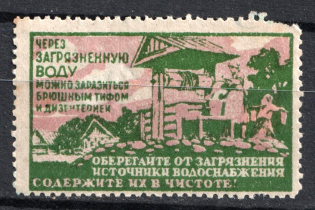 ЧЕРЕЗ
ЗАГРЯЗНЕННУЮ
ВОДУ
МОЖНО ЗАРАЗИТЬСЯ
БРЮШНЫМ ТИФОМ
И ДИЗЕНТЕРИЕЙ
ОБЕРЕГАЙТЕ ОТ ЗАГРЯЗНЕНИЯ
ИСТОЧНИКИ ВОДОСНАБЖЕНИЯ
СОДЕРЖИТЕ ИХ В ЧИСТОТЕ!